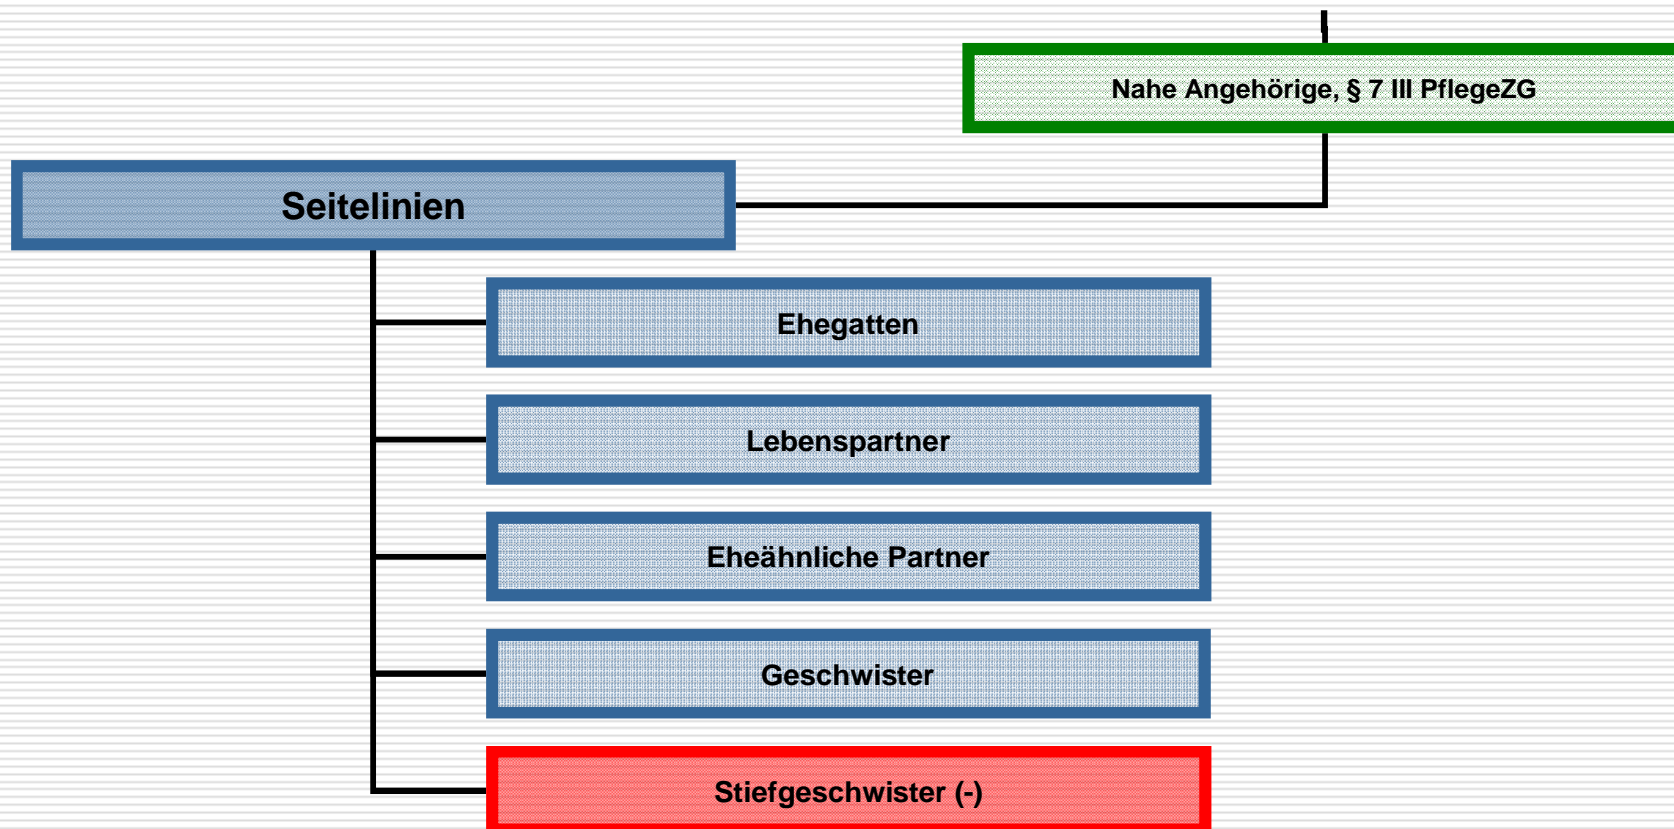 Nahe Angehörige, § 7 III PflegeZG
Seitelinien
Ehegatten
Lebenspartner
Eheähnliche Partner
Geschwister
Stiefgeschwister (-)